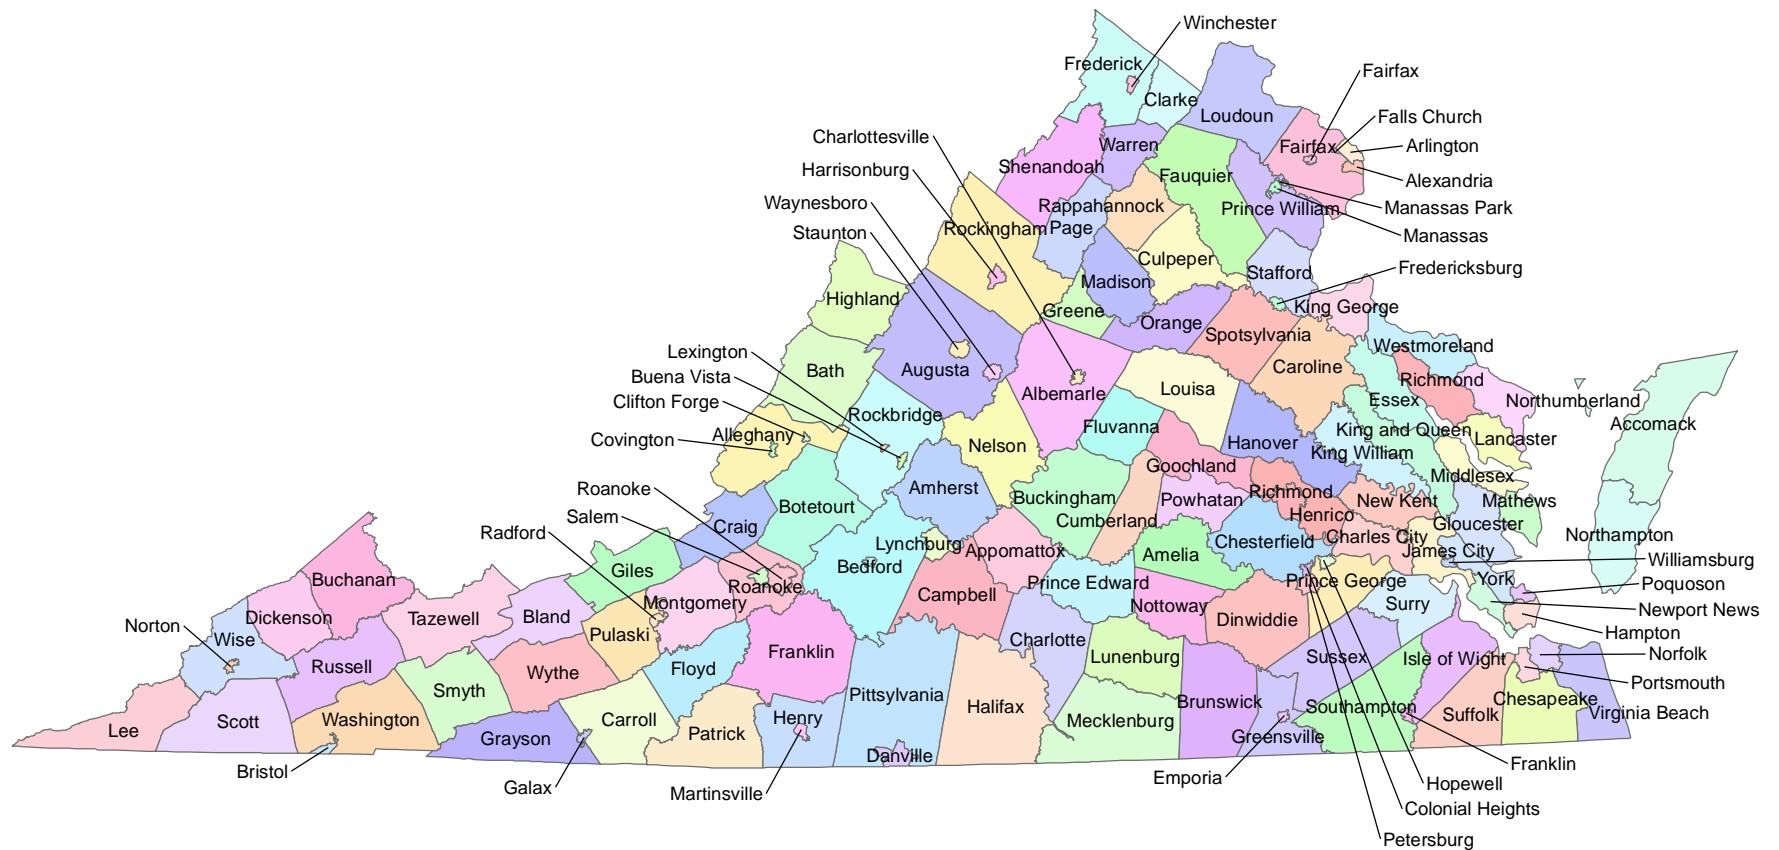 Winchester
Frederick
Fairfax
Clarke
Loudoun
Falls Church
Charlottesville
Warren
Fairfax
Arlington
Harrisonburg
Shenandoah
Fauquier
Alexandria
Waynesboro
Rappahannock
Prince William
Manassas Park
Staunton
Rockingham
Page
Manassas
Culpeper
Stafford
Fredericksburg
Madison
Highland
Greene
King George
Orange
Spotsylvania
Lexington
Westmoreland
Bath
Augusta
Caroline
Buena Vista
Albemarle
Louisa
Richmond
Clifton Forge
Rockbridge
Essex
Northumberland
Covington
Alleghany
Nelson
Fluvanna
Hanover
King and Queen
Lancaster
Accomack
King William
Goochland
Middlesex
Roanoke
Amherst
Buckingham
Powhatan
Richmond
New Kent
Mathews
Salem
Botetourt
Craig
Cumberland
Henrico
Gloucester
Radford
Lynchburg
Appomattox
Amelia
Chesterfield
Charles City
James City
Northampton
Giles
Bedford
Williamsburg
Buchanan
Roanoke
Prince Edward
Prince George
York
Poquoson
Dickenson
Tazewell
Bland
Montgomery
Campbell
Nottoway
Dinwiddie
Surry
Newport News
Norton
Wise
Pulaski
Charlotte
Hampton
Russell
Wythe
Floyd
Franklin
Lunenburg
Sussex
Isle of Wight
Norfolk
Smyth
Pittsylvania
Portsmouth
Lee
Scott
Washington
Carroll
Henry
Halifax
Mecklenburg
Brunswick
Southampton
Suffolk
Chesapeake
Virginia Beach
Grayson
Patrick
Danville
Greensville
Bristol
Galax
Martinsville
Emporia
Franklin
Hopewell
Colonial Heights
Petersburg